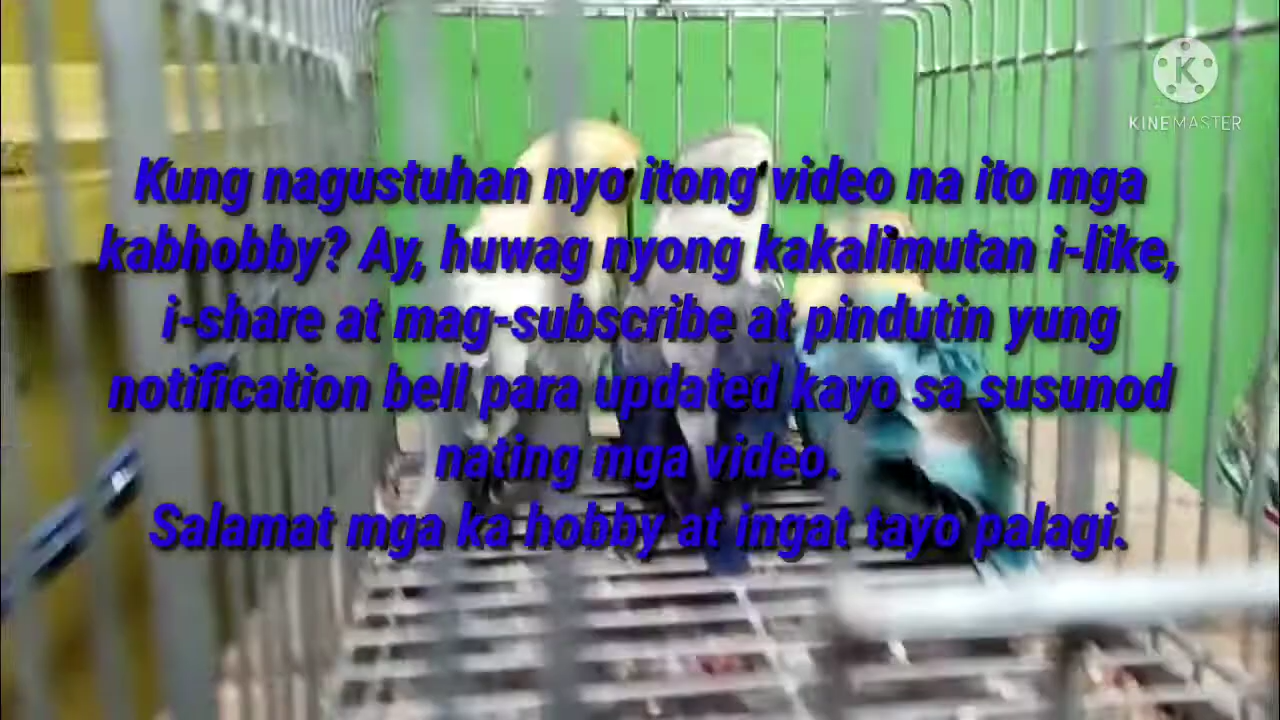 KINEMASTER
Kung nagustuhan nyo itong video na ito mga
kabhobby? Ay, huwag nyong kakalimutan i-like,
i-share at mag-subscribe at pindutin yung
notification bell para updated kayo sa susunod
nating mga video.
Salamat mga ka hobby at ingat tayo palagi.